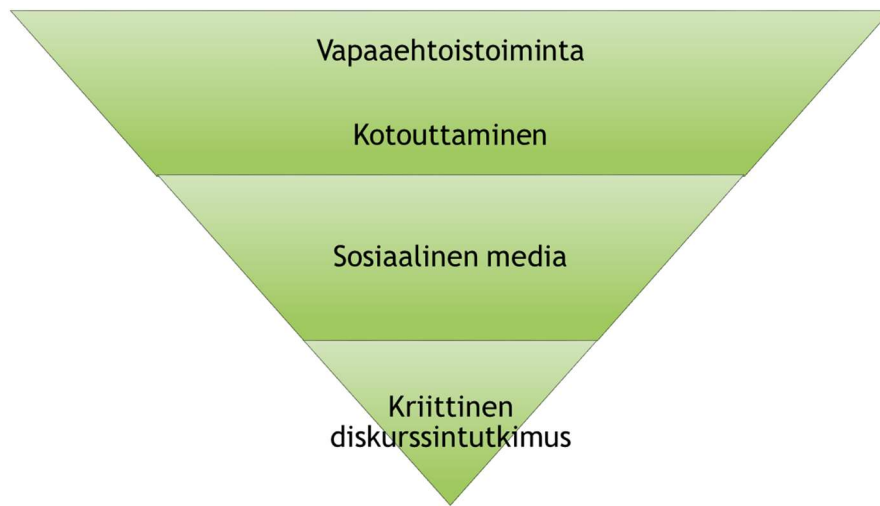 Vapaaehtoistoiminta
Kotouttaminen
Sosiaalinen media
Kriittinen
diskurssintutkimus